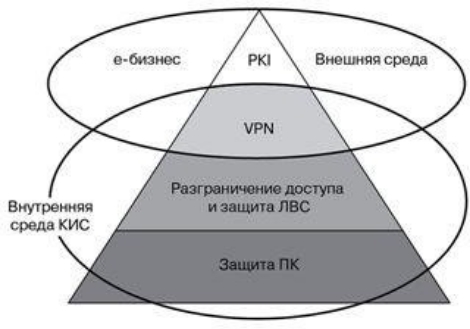 е-бизнес
PKI
Внешняя среда
VPN
Разграничение доступа
и защита ЛВС
Внутренняя
среда КИС
Защита ПК